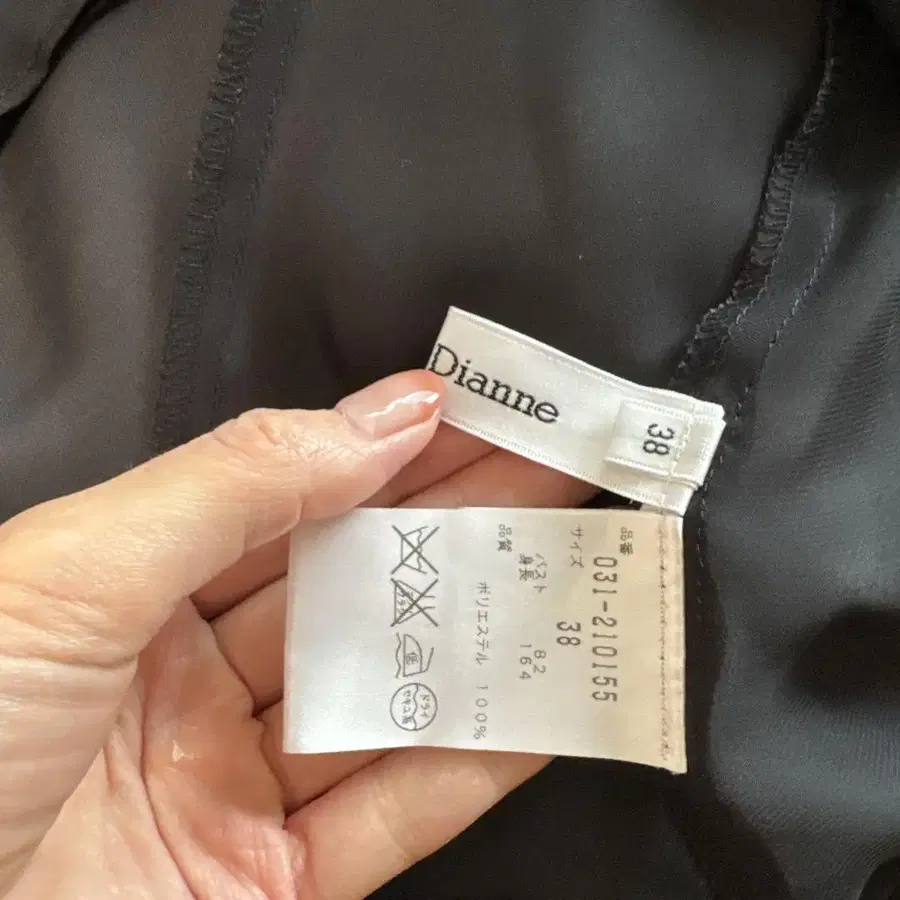 Dianne
38
品番
031-210155
サイズ
38
バスト 82
身長 164
品質
ポリエステル 100%
ドライ
セキユ系